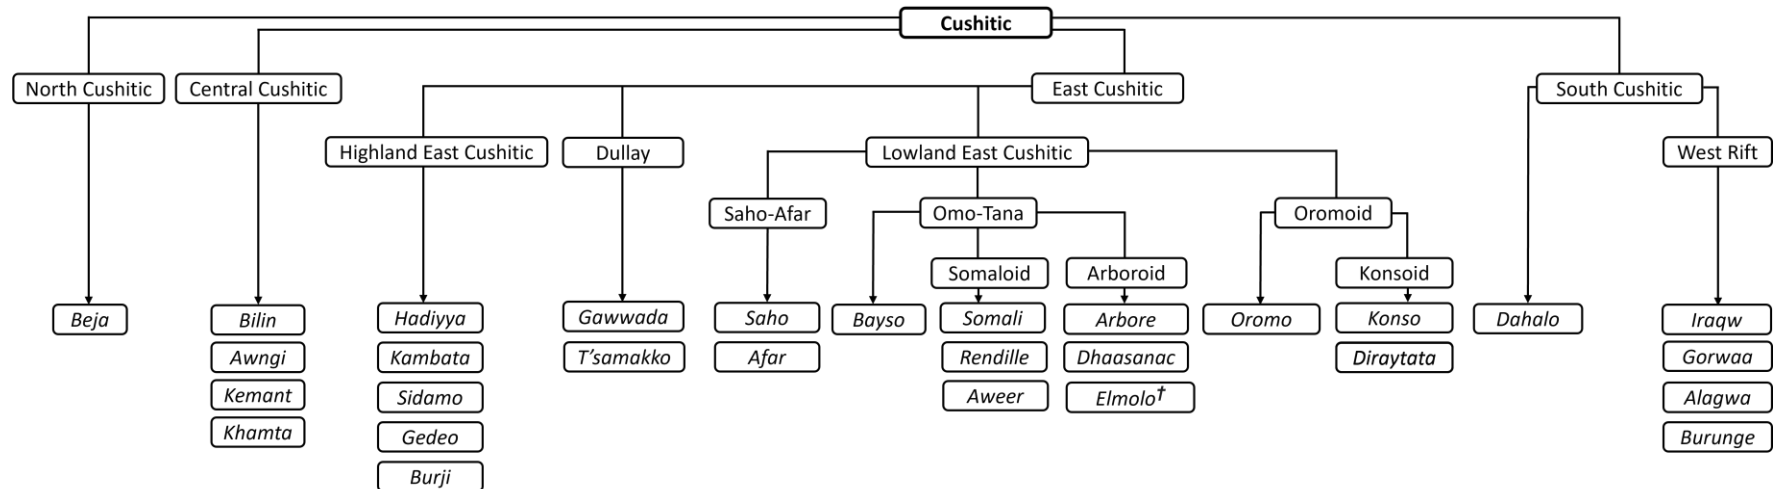 Cushitic
North Cushitic
Central Cushitic
East Cushitic
South Cushitic
Highland East Cushitic
Dullay
Lowland East Cushitic
West Rift
Saho-Afar
Omo-Tana
Oromoid
Somaloid
Arboroid
Konsoid
Beja
Bilin
Awngi
Kemant
Khamta
Hadiyya
Kambata
Sidamo
Gedeo
Burji
Gawwada
T’samakko
Saho
Afar
Bayso
Somali
Rendille
Aweer
Arbore
Dhaasanac
Elmolo†
Oromo
Konso
Diraytata
Dahalo
Iraqw
Gorwaa
Alagwa
Burunge